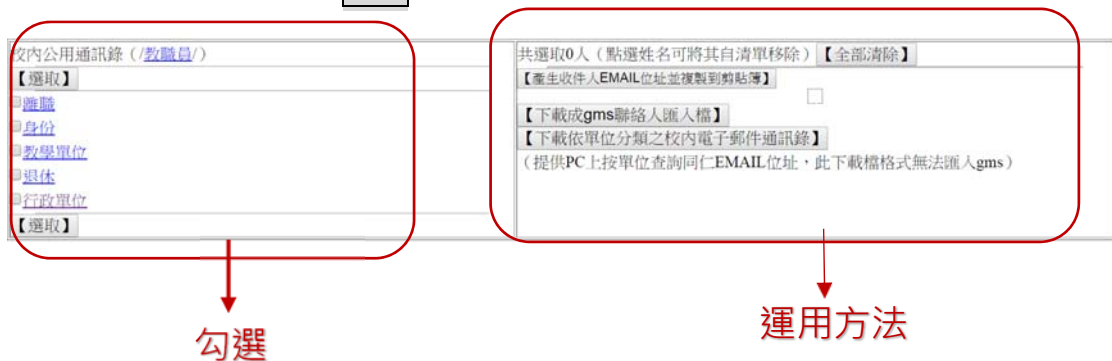 校內公用通訊錄（/教職員/）
【選取】
離職
身份
教學單位
退休
行政單位
【選取】
共選取0人（點選姓名可將其自清單移除）【全部清除】
【產生收件人EMAIL位址並複製到剪貼簿】
【下載成gms聯絡人匯入檔】
【下載依單位分類之校內電子郵件通訊錄】
（提供PC上按單位查詢同仁EMAIL位址，此下載檔格式無法匯入gms）
勾選
運用方法